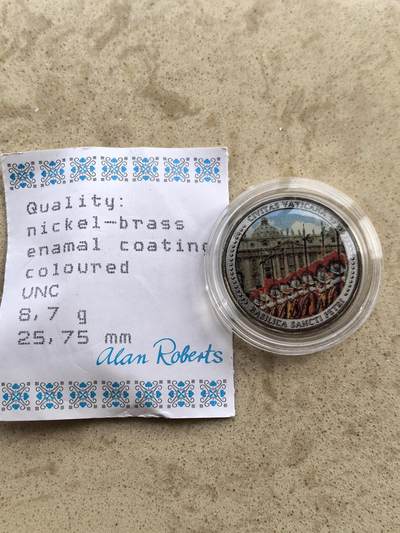 Quality:
nickel-brass
enamal coating
coloured
UNC
8,7 g
25,75 mm
Alan Roberts
CIVITAS VATICANA
BASILICA SANCTI PETRI